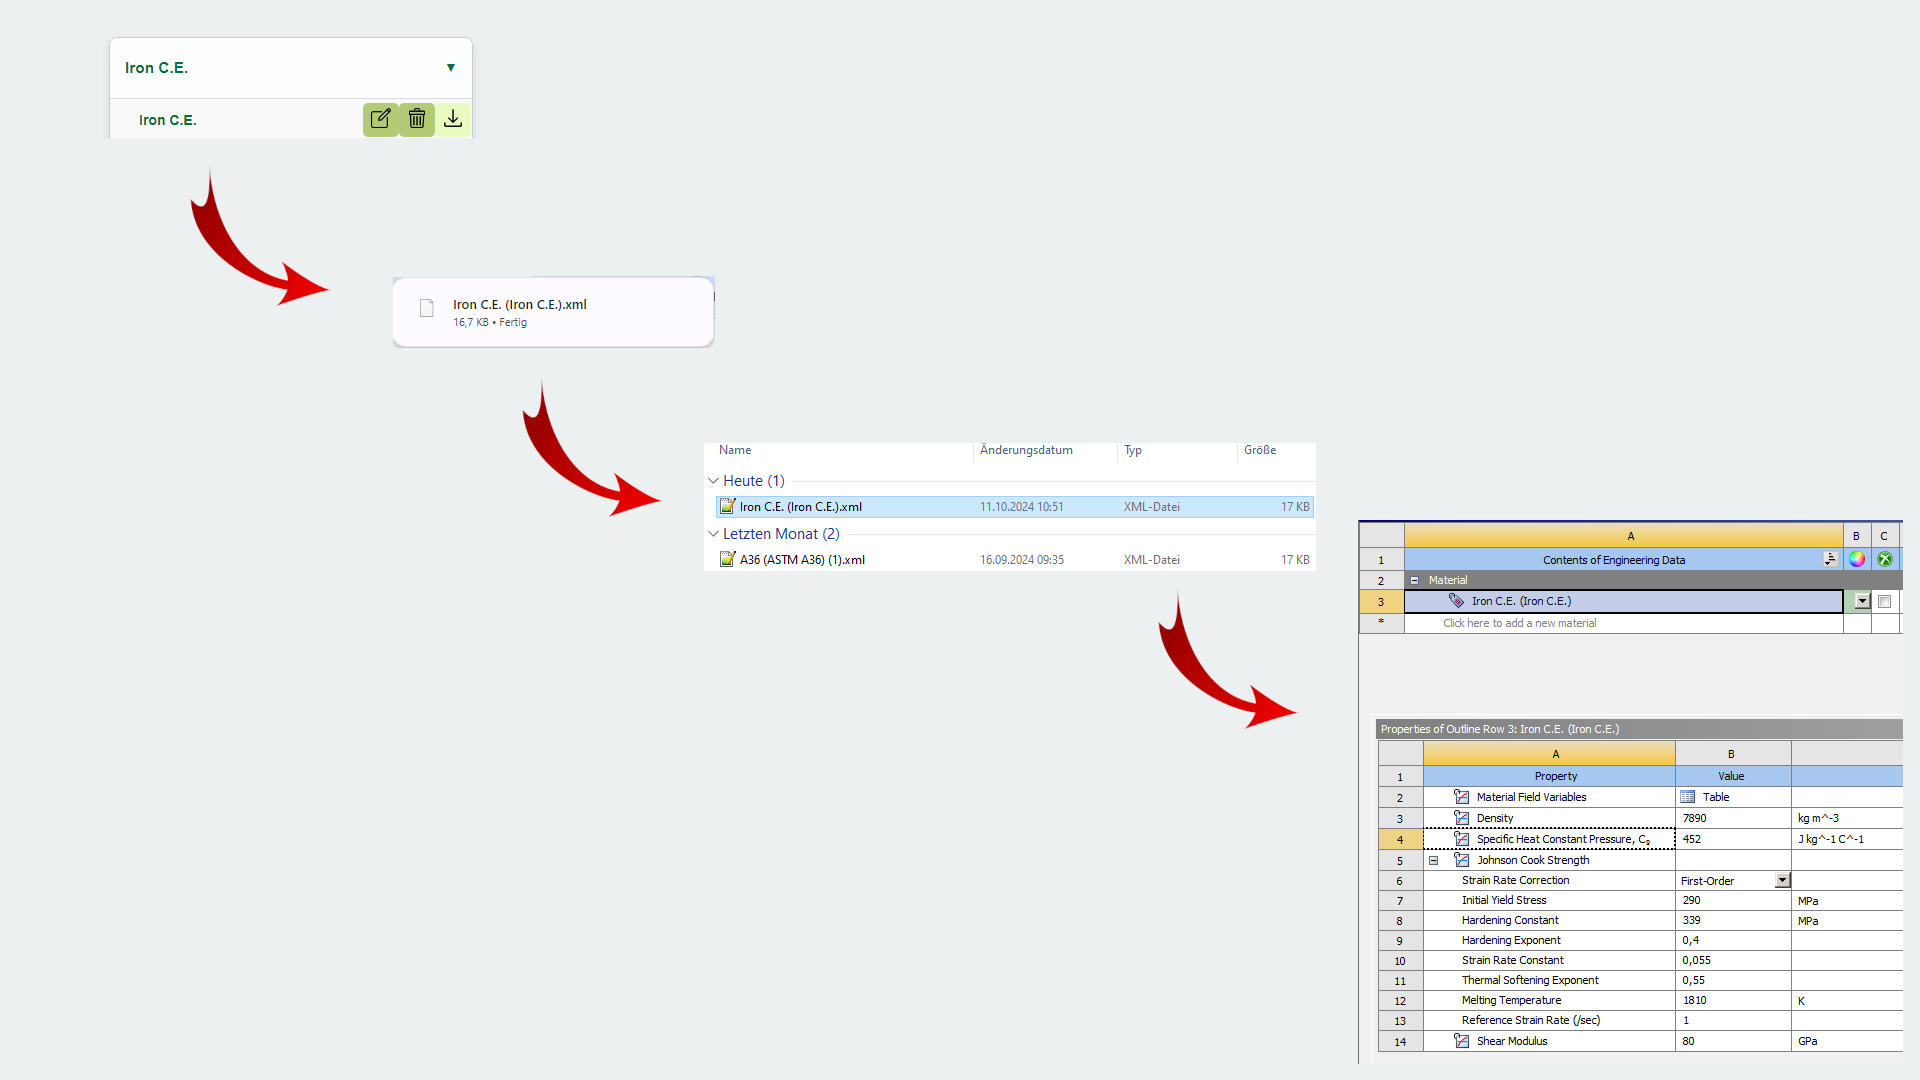 Iron C.E. ▼
Iron C.E.
Iron C.E. (Iron C.E.).xml
16,7 KB • Fertig
Name Änderungsdatum Typ Größe
Heute (1)
Iron C.E. (Iron C.E.).xml 11.10.2024 10:51 XML-Datei 17 KB
Letzten Monat (2)
A36 (ASTM A36) (1).xml 16.09.2024 09:35 XML-Datei 17 KB
A B C
1 Contents of Engineering Data
2 Material
3 Iron C.E. (Iron C.E.)
* Click here to add a new material
Properties of Outline Row 3: Iron C.E. (Iron C.E.)
A B
1 Property Value
2 Material Field Variables Table
3 Density 7890 kg m^-3
4 Specific Heat Constant Pressure, Cₚ 452 J kg^-1 C^-1
5 Johnson Cook Strength
6 Strain Rate Correction First-Order
7 Initial Yield Stress 290 MPa
8 Hardening Constant 339 MPa
9 Hardening Exponent 0,4
10 Strain Rate Constant 0,055
11 Thermal Softening Exponent 0,55
12 Melting Temperature 1810 K
13 Reference Strain Rate (/sec) 1
14 Shear Modulus 80 GPa